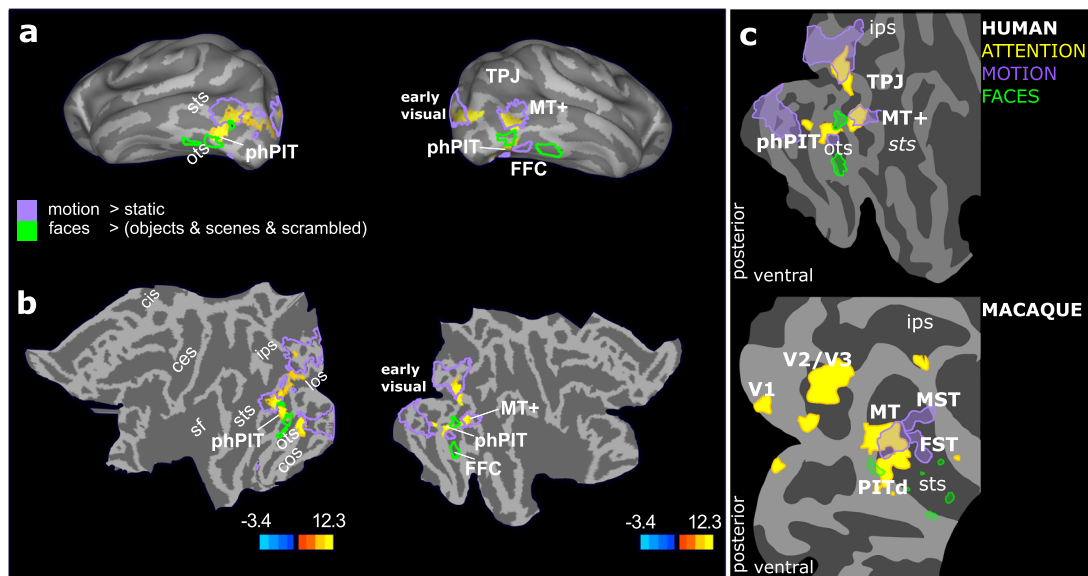 a
sts
ots
phPIT
TPJ
early
visual
MT+
phPIT
FFC
motion > static
faces > (objects & scenes & scrambled)
b
cis
ces
ips
los
sts
sf
phPIT
ots
cos
early
visual
MT+
phPIT
FFC
-3.4 12.3
-3.4 12.3
c
HUMAN
ATTENTION
MOTION
FACES
ips
TPJ
MT+
phPIT
ots
sts
posterior
ventral
MACAQUE
ips
V2/V3
V1
MT
MST
FST
PITd
sts
posterior
ventral